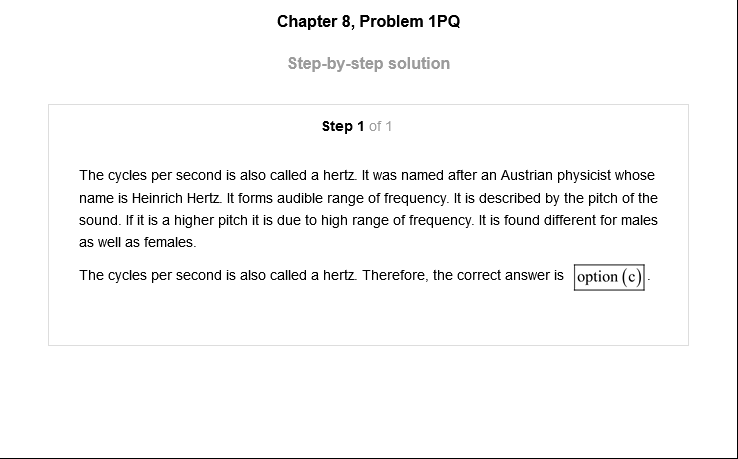 Chapter 8, Problem 1PQ
Step-by-step solution
Step 1 of 1
The cycles per second is also called a hertz. It was named after an Austrian physicist whose
name is Heinrich Hertz. It forms audible range of frequency. It is described by the pitch of the
sound. If it is a higher pitch it is due to high range of frequency. It is found different for males
as well as females.
The cycles per second is also called a hertz. Therefore, the correct answer is option (c).